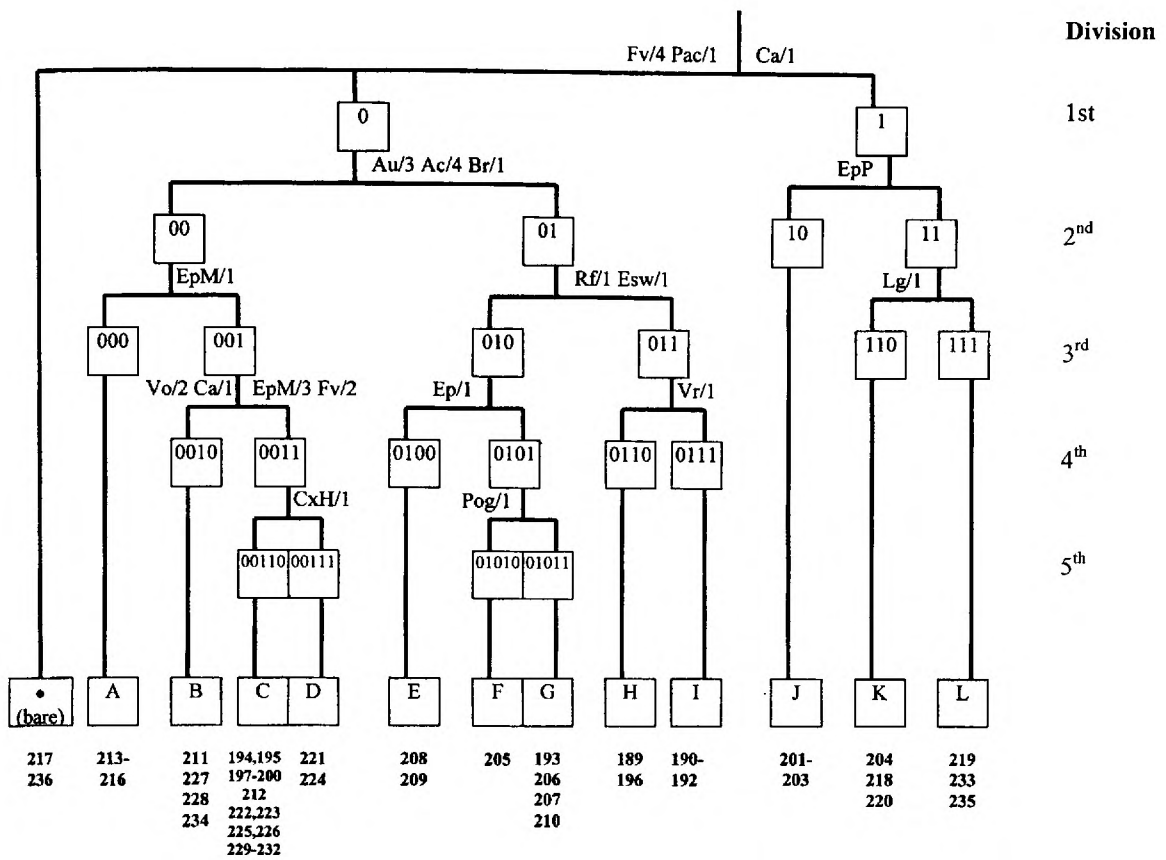 Division
Fv/4 Pac/1 Ca/1
0 1 1st
Au/3 Ac/4 Br/1 EpP
00 01 10 11 2nd
EpM/1 Rf/1 Esw/1 Lg/1
000 001 010 011 110 111 3rd
Vo/2 Ca/1 EpM/3 Fv/2 Ep/1 Vr/1
0010 0011 0100 0101 0110 0111 4th
CxH/1 Pog/1
00110 00111 01010 01011 5th
• A B C D E F G H I J K L
(bare)
217 213- 211 194,195 221 208 205 193 189 190- 201- 204 219
236 216 227 197-200 224 209 206 196 192 203 218 233
228 212 207 220 235
234 222,223 210
225,226
229-232